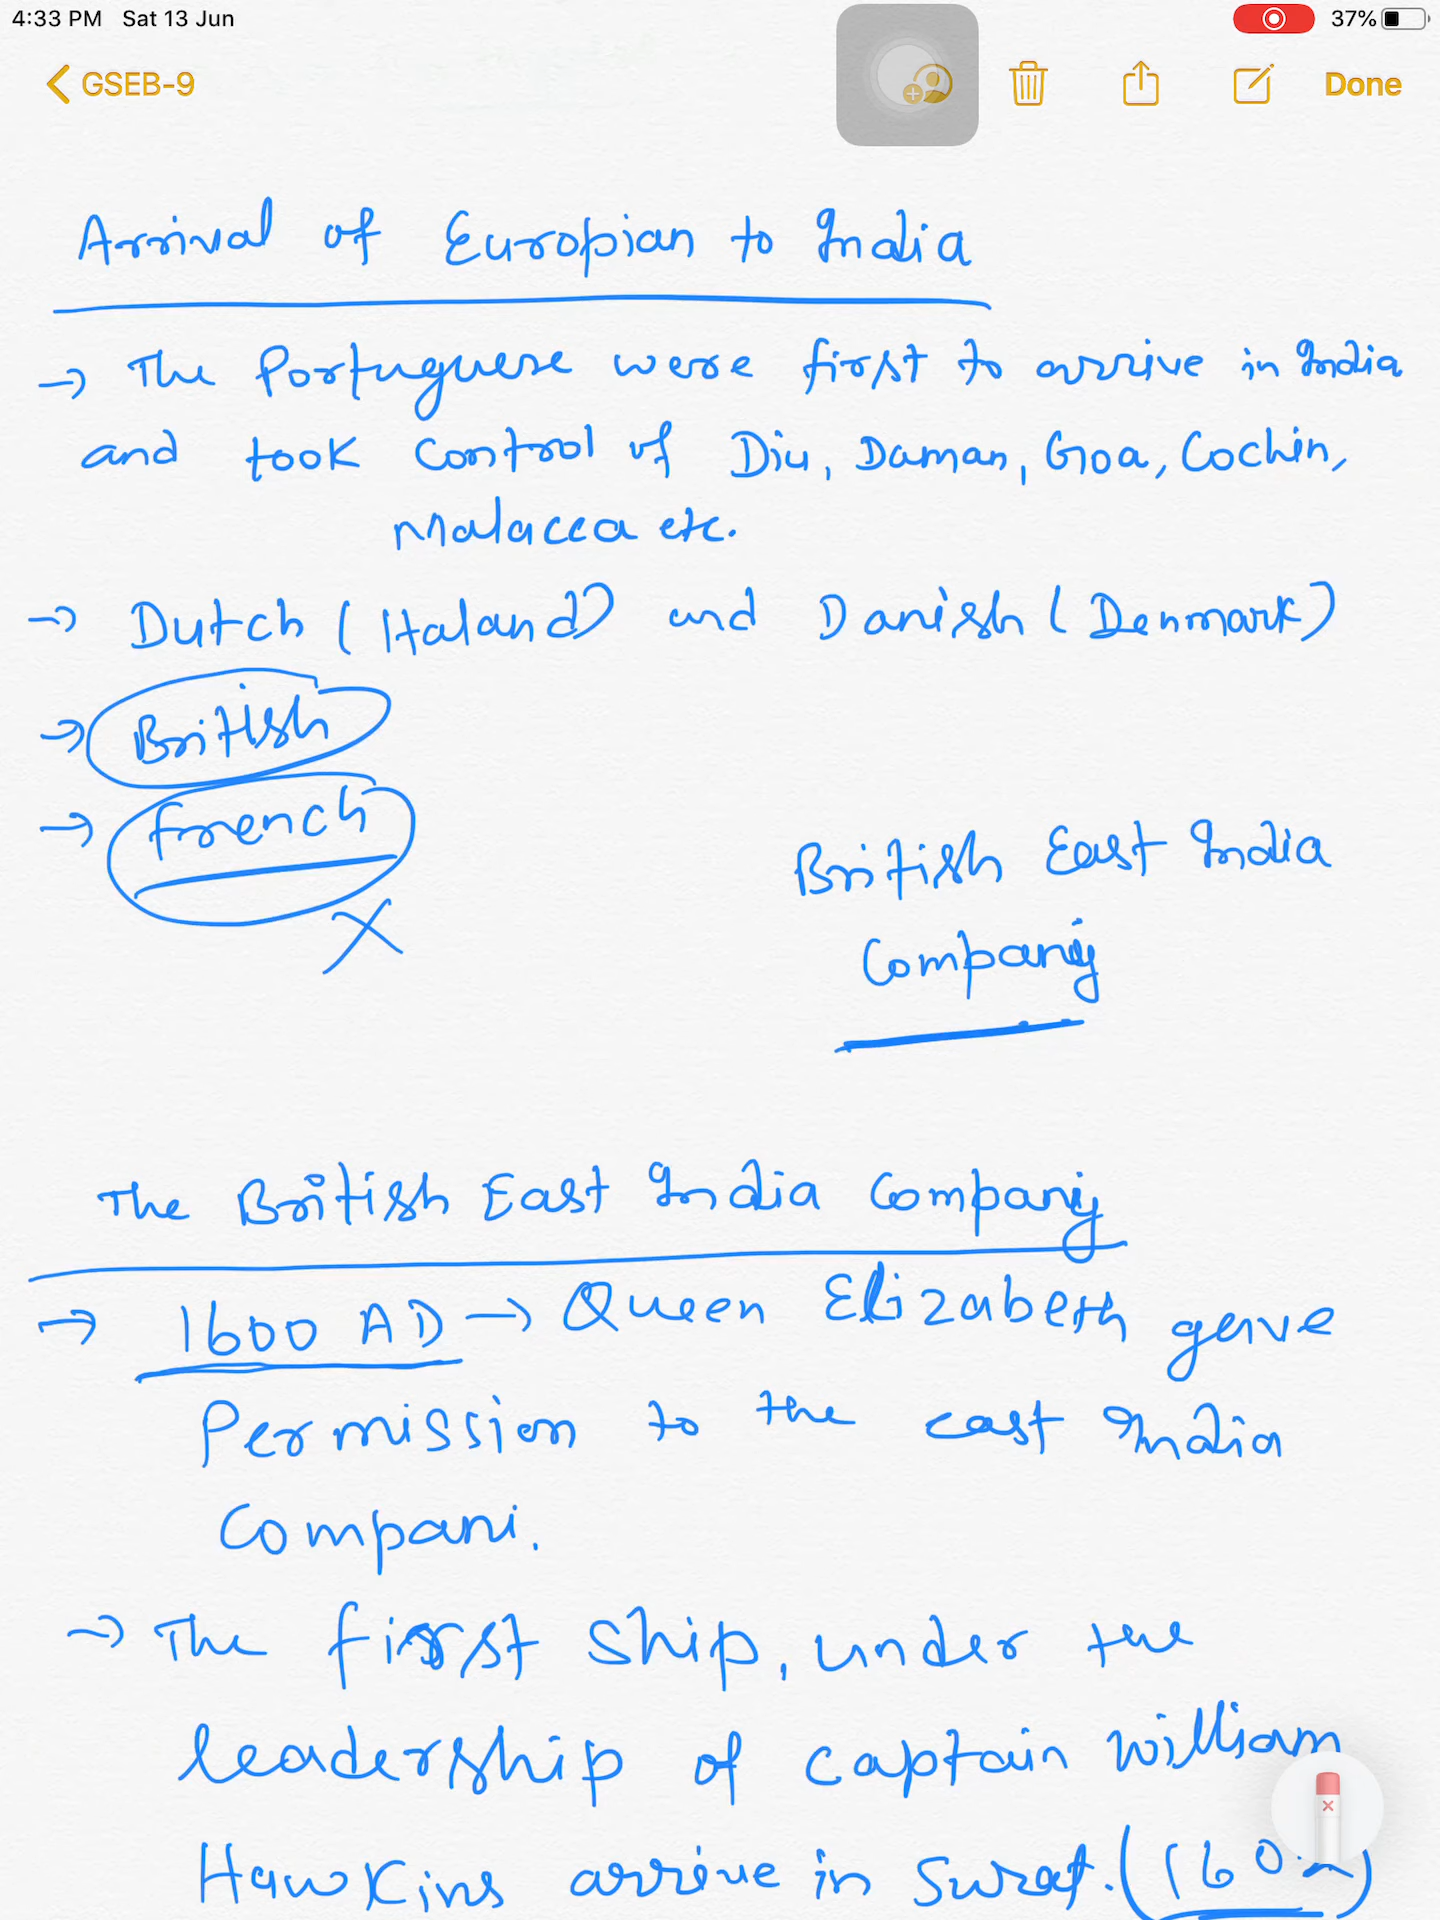 4:33 PM Sat 13 Jun 37%
GSEB-9 Done
Arrival of Europian to India
→ The Portuguese were first to arrive in India
and took control of Diu, Daman, Goa, Cochin,
Malacca etc.
→ Dutch (Holand) and Danish (Denmark)
→ British
→ French
X
British East India
Company
The British East India Company
→ 1600 AD → Queen Elizabeth gave
Permission to the east India
Compani.
→ The first ship, under the
leadership of captain william
Hawkins arrive in Surat.